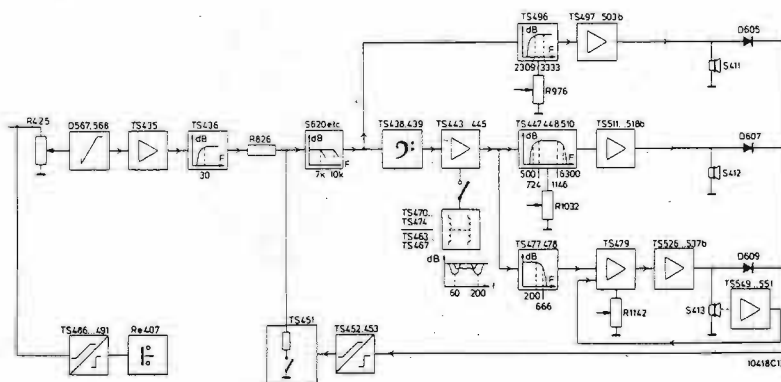 TS496
TS497...503b
D605
dB
F
2309 3333
S411
R976
R425
D567,568
TS435
TS436
R826
S620etc
TS438,439
TS443...445
TS447,448,510
TS511...518b
D607
dB
30
dB
F
7k 10k
dB
F
500 6300
724 1146
S412
R1032
TS470...
TS474
TS463...
TS467
dB
60 200 f
TS477,478
TS479
TS526...537b
D609
dB
F
200
666
R1142
S413
TS549...551
TS486...491
Re407
TS451
TS452,453
10418C1